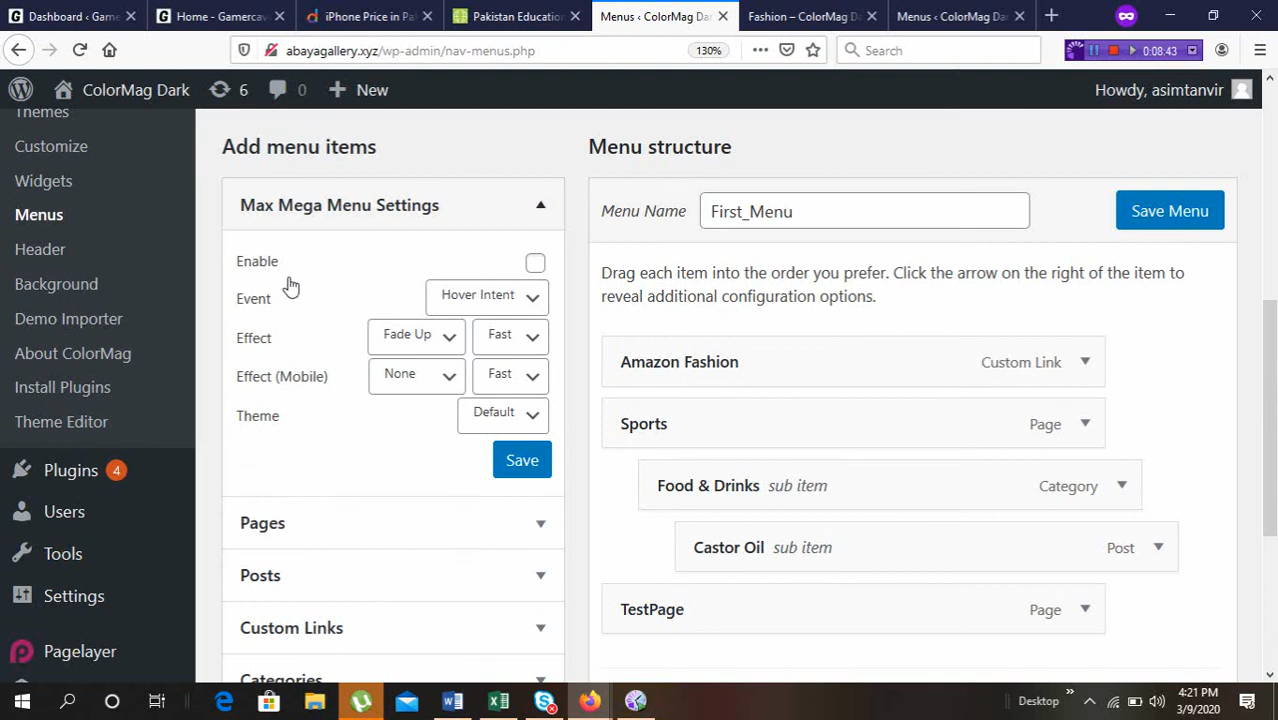 Dashboard ‹ Game
Home - Gamercav
iPhone Price in Pa
Pakistan Education
Menus ‹ ColorMag Dar
Fashion – ColorMag D
Menus ‹ ColorMag Dar
abayagallery.xyz/wp-admin/nav-menus.php
130%
Search
0:08:43
ColorMag Dark
6
0
New
Howdy, asimtanvir
Themes
Customize
Widgets
Menus
Header
Background
Demo Importer
About ColorMag
Install Plugins
Theme Editor
Plugins 4
Users
Tools
Settings
Pagelayer
Add menu items
Max Mega Menu Settings
Enable
Event Hover Intent
Effect Fade Up Fast
Effect (Mobile) None Fast
Theme Default
Save
Pages
Posts
Custom Links
Categories
Menu structure
Menu Name First_Menu Save Menu
Drag each item into the order you prefer. Click the arrow on the right of the item to
reveal additional configuration options.
Amazon Fashion Custom Link
Sports Page
Food & Drinks sub item Category
Castor Oil sub item Post
TestPage Page
Desktop
4:21 PM
3/9/2020